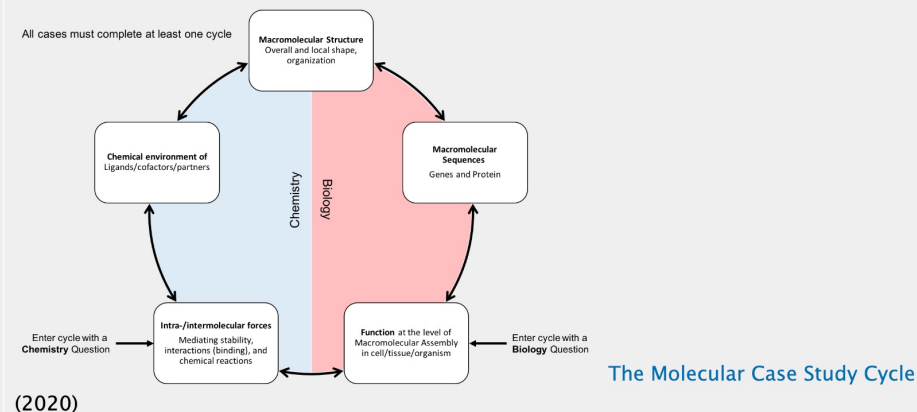 All cases must complete at least one cycle
Macromolecular Structure
Overall and local shape,
organization
Chemical environment of
Ligands/cofactors/partners
Macromolecular
Sequences
Genes and Protein
Chemistry
Biology
Intra-/intermolecular forces
Mediating stability,
interactions (binding), and
chemical reactions
Function at the level of
Macromolecular Assembly
in cell/tissue/organism
Enter cycle with a
Chemistry Question
Enter cycle with a
Biology Question
The Molecular Case Study Cycle
(2020)